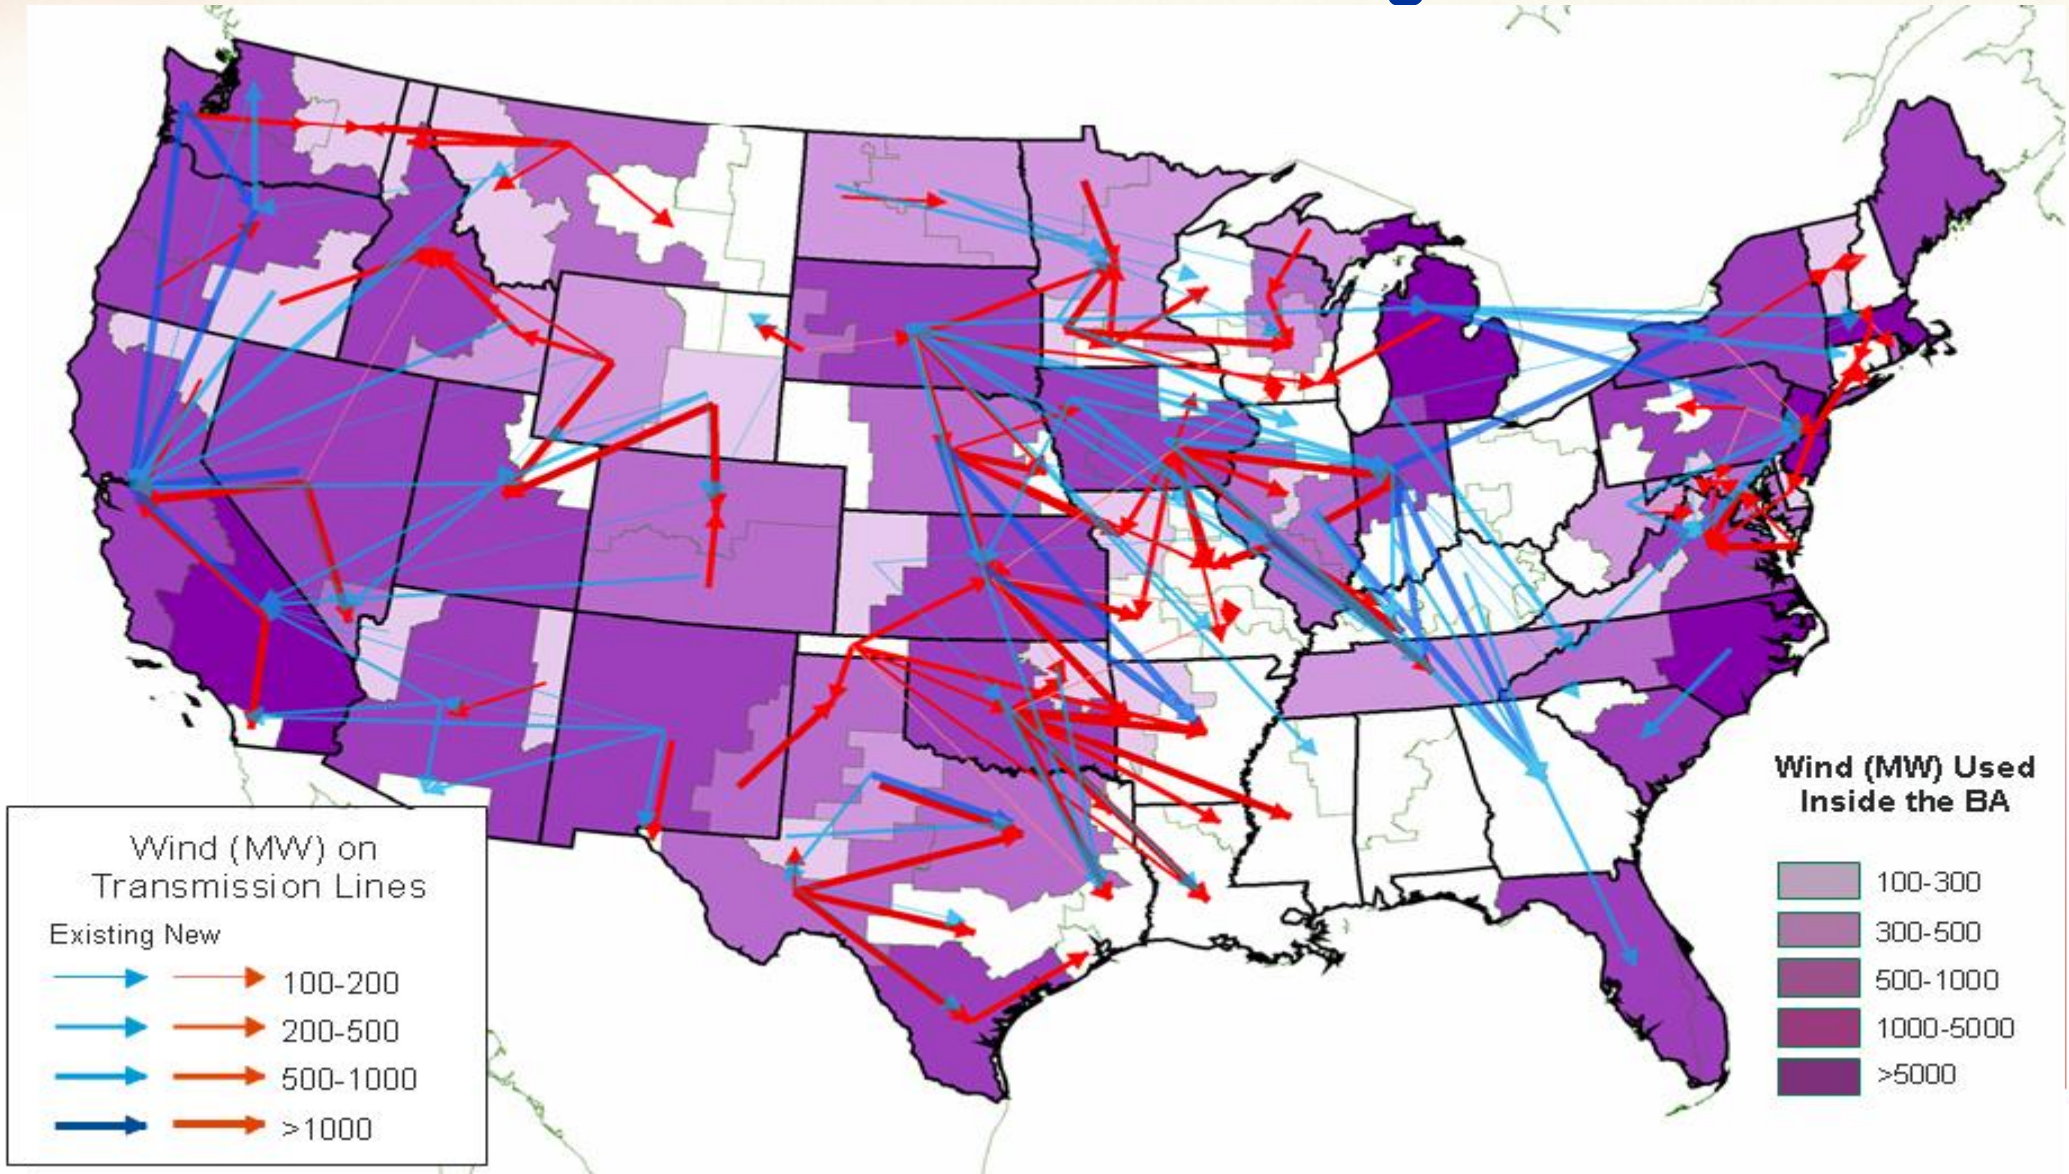 Wind (MW) Used
Inside the BA
100-300
300-500
500-1000
1000-5000
>5000
Wind (MW) on
Transmission Lines
Existing New
100-200
200-500
500-1000
>1000